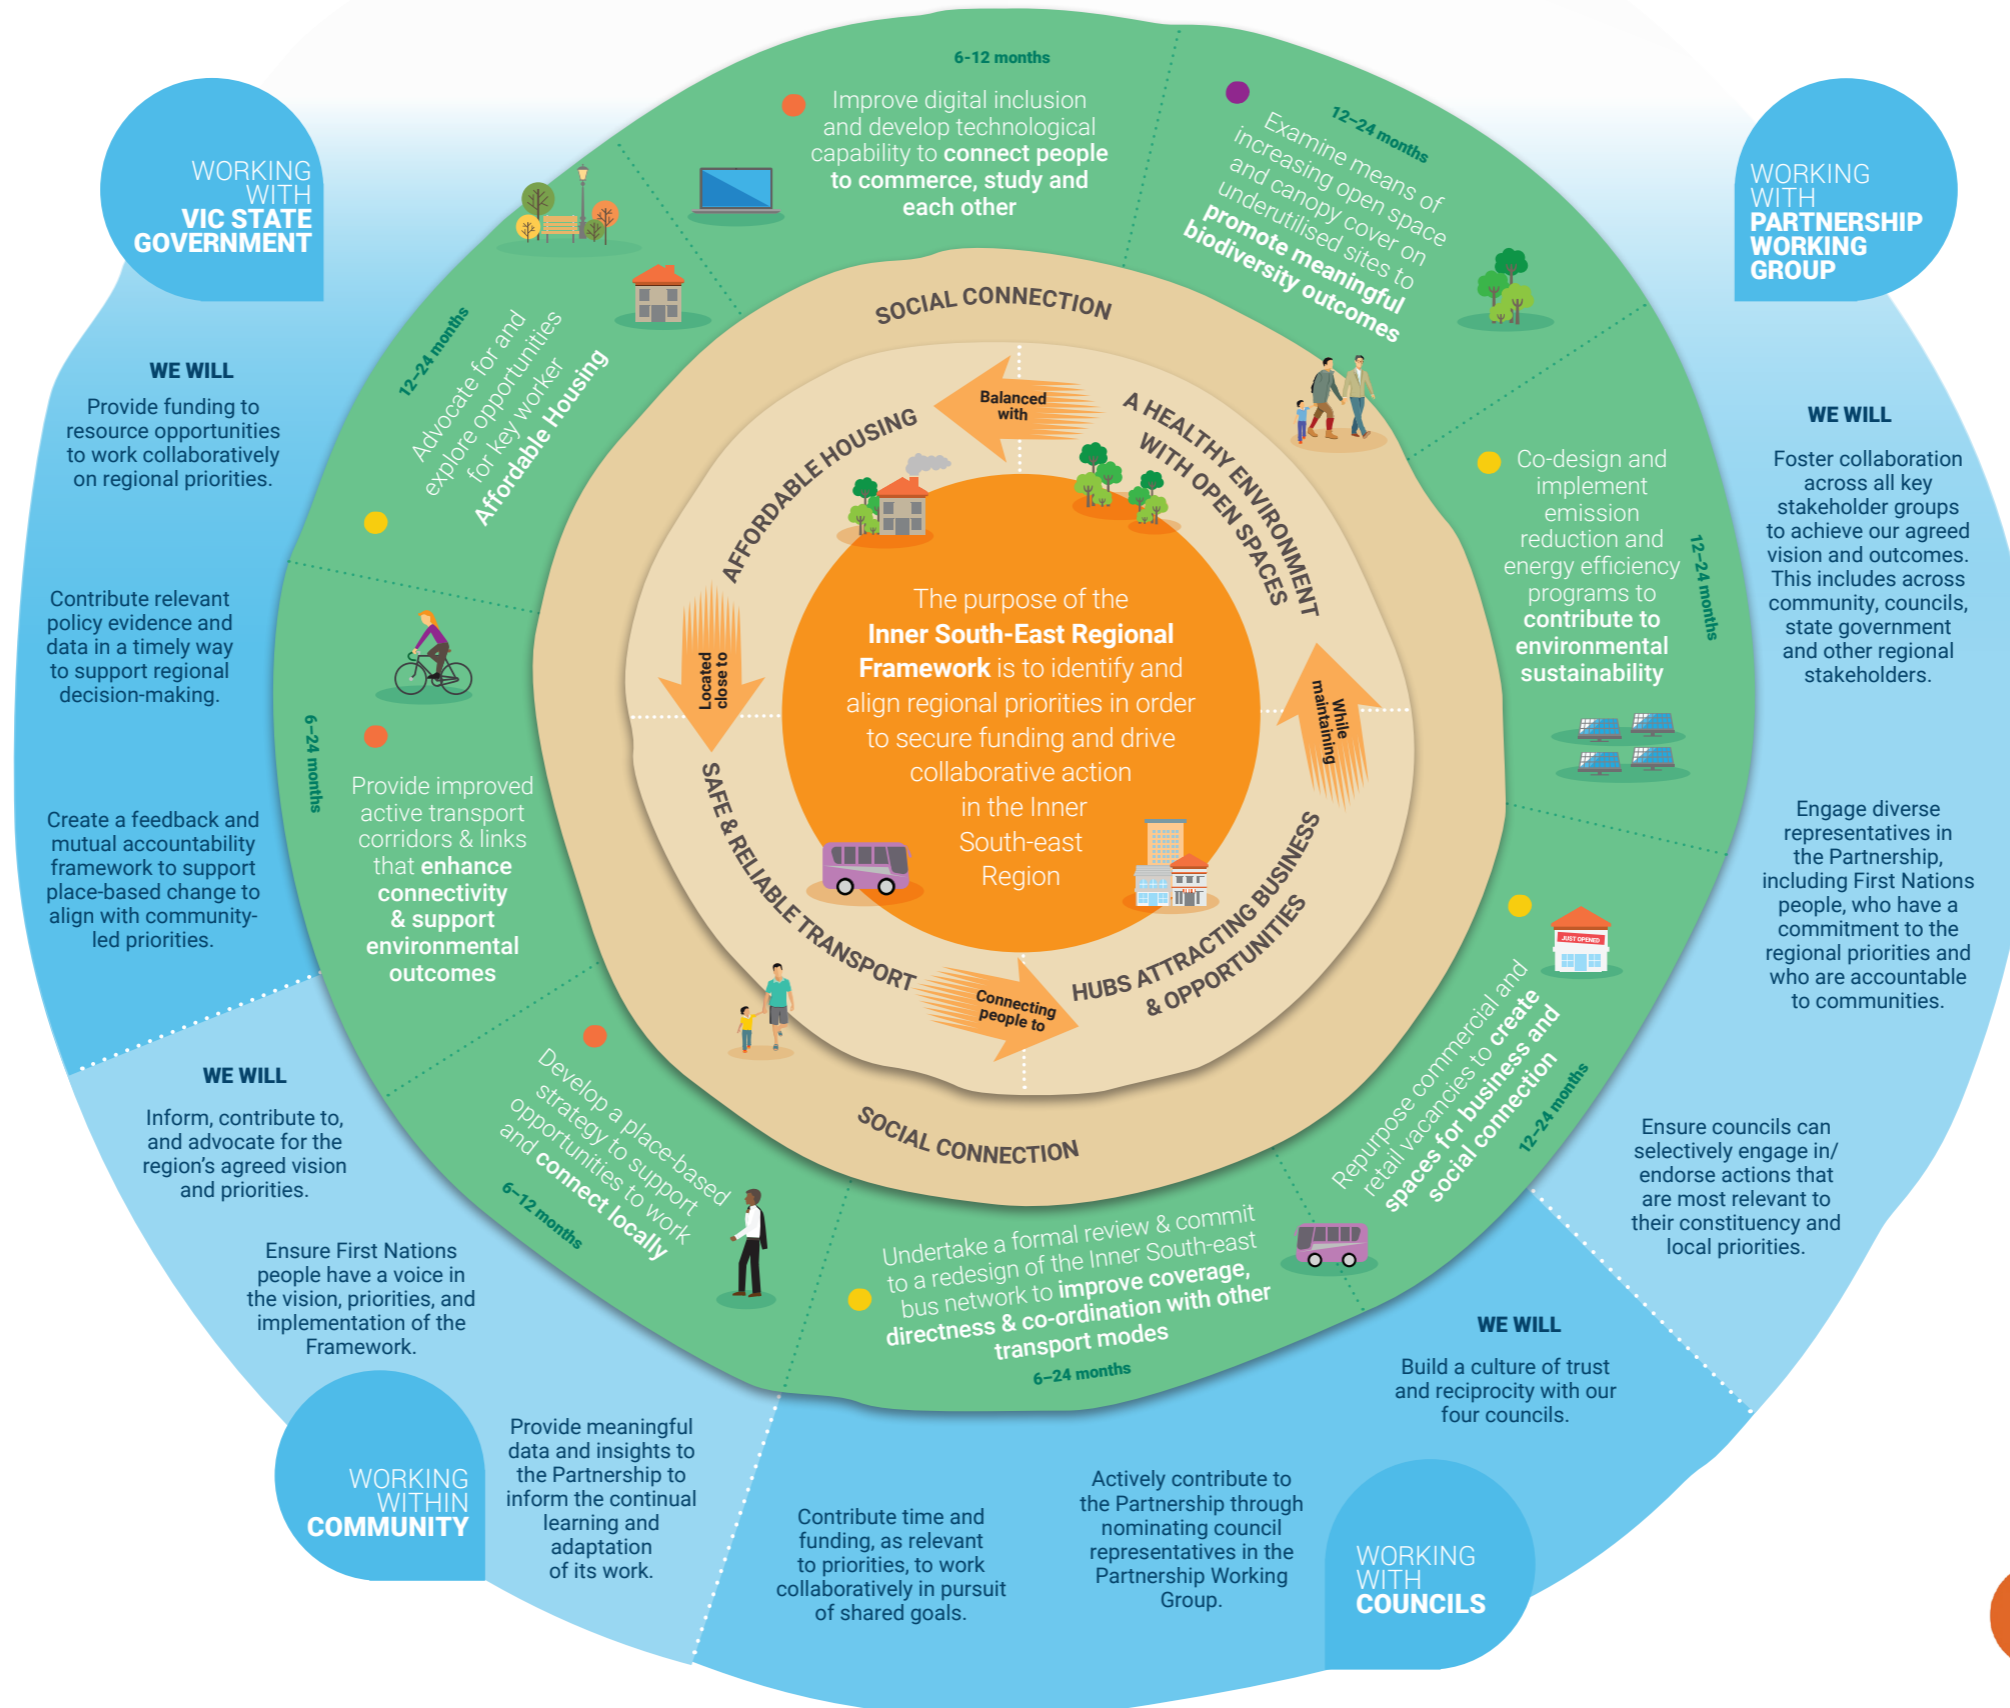 6-12 months
Improve digital inclusion
and develop technological
capability to connect people
to commerce, study and
each other
12–24 months
Examine means of
increasing open space
and canopy cover on
underutilised sites to
promote meaningful
biodiversity outcomes
12–24 months
Co-design and
implement
emission
reduction and
energy efficiency
programs to
contribute to
environmental
sustainability
JUST OPENED
Repurpose commercial and
retail vacancies to create
spaces for business and
social connection
12–24 months
Undertake a formal review & commit
to a redesign of the Inner South-east
bus network to improve coverage,
directness & co-ordination with other
transport modes
6–24 months
Develop a place-based
strategy to support
opportunities to work
and connect locally
6–12 months
6–24 months
Provide improved
active transport
corridors & links
that enhance
connectivity
& support
environmental
outcomes
12–24 months
Advocate for and
explore opportunities
for key worker
Affordable Housing
SOCIAL CONNECTION
SOCIAL CONNECTION
AFFORDABLE HOUSING
Balanced
with
A HEALTHY ENVIRONMENT
WITH OPEN SPACES
While
maintaining
HUBS ATTRACTING BUSINESS
& OPPORTUNITIES
Connecting
people to
SAFE & RELIABLE TRANSPORT
Located
close to
The purpose of the
Inner South-East Regional
Framework is to identify and
align regional priorities in order
to secure funding and drive
collaborative action
in the Inner
South-east
Region
WORKING
WITH
VIC STATE
GOVERNMENT
WE WILL
Provide funding to
resource opportunities
to work collaboratively
on regional priorities.
Contribute relevant
policy evidence and
data in a timely way
to support regional
decision-making.
Create a feedback and
mutual accountability
framework to support
place-based change to
align with community-
led priorities.
WORKING
WITH
PARTNERSHIP
WORKING
GROUP
WE WILL
Foster collaboration
across all key
stakeholder groups
to achieve our agreed
vision and outcomes.
This includes across
community, councils,
state government
and other regional
stakeholders.
Engage diverse
representatives in
the Partnership,
including First Nations
people, who have a
commitment to the
regional priorities and
who are accountable
to communities.
Ensure councils can
selectively engage in/
endorse actions that
are most relevant to
their constituency and
local priorities.
WE WILL
Inform, contribute to,
and advocate for the
region's agreed vision
and priorities.
Ensure First Nations
people have a voice in
the vision, priorities, and
implementation of the
Framework.
WORKING
WITHIN
COMMUNITY
Provide meaningful
data and insights to
the Partnership to
inform the continual
learning and
adaptation
of its work.
WE WILL
Build a culture of trust
and reciprocity with our
four councils.
Actively contribute to
the Partnership through
nominating council
representatives in the
Partnership Working
Group.
Contribute time and
funding, as relevant
to priorities, to work
collaboratively in pursuit
of shared goals.
WORKING
WITH
COUNCILS